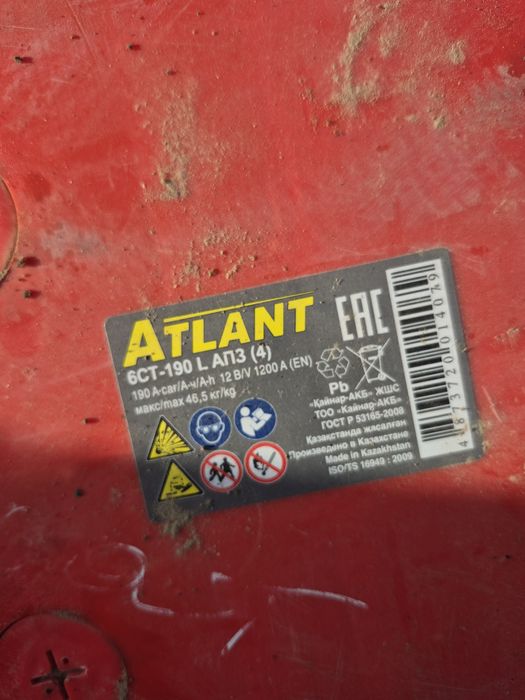 ATLANT
EAC
6СТ-190 L АПЗ (4)
190 А-сағ/А-ч/A-h 12 В/V 1200 А (EN)
макс/max 46,5 кг/kg
Pb
«Қайнар-АКБ» ЖШС
ТОО «Кайнар-АКБ»
ГОСТ Р 53165-2008
Қазақстанда жасалған
Произведено в Казахстане
Made in Kazakhstan
ISO/TS 16949 : 2009